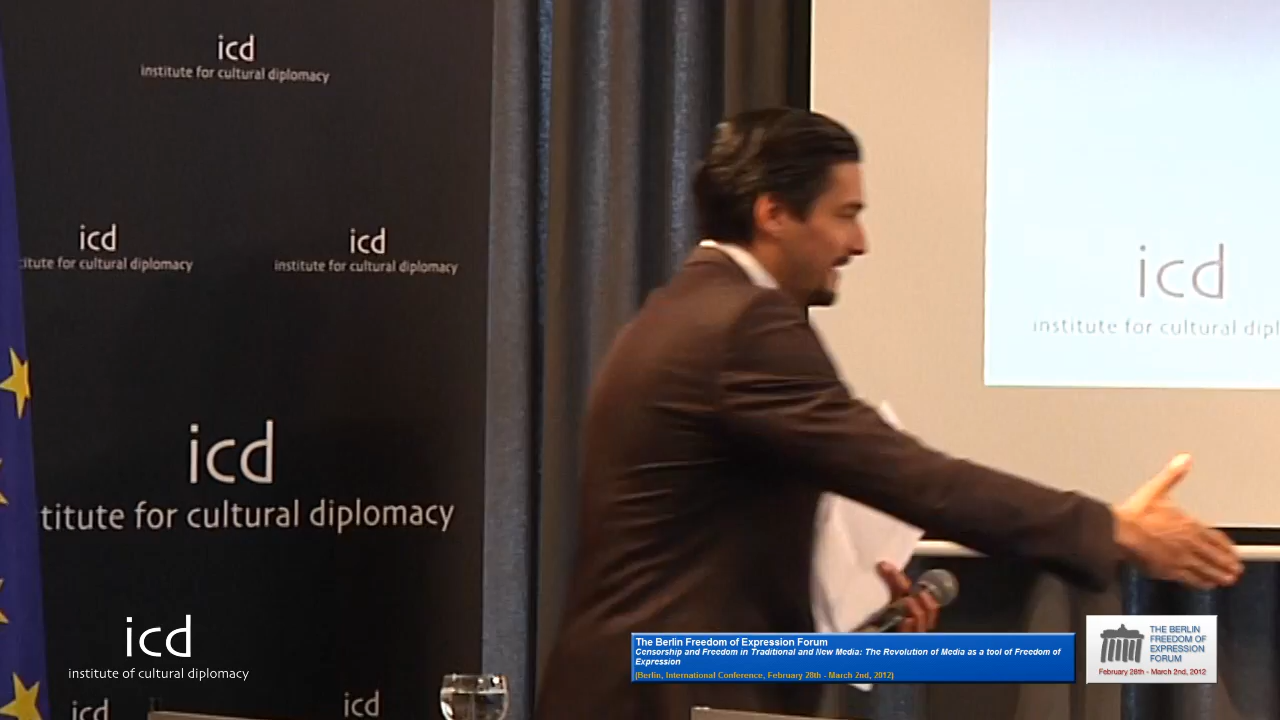 icd
institute for cultural diplomacy
icd
titute for cultural diplomacy
icd
institute for cultural diplomacy
icd
institute for cultural dipl
icd
titute for cultural diplomacy
icd
institute of cultural diplomacy
icd
icd
The Berlin Freedom of Expression Forum
Censorship and Freedom in Traditional and New Media: The Revolution of Media as a tool of Freedom of
Expression
(Berlin, International Conference, February 28th - March 2nd, 2012)
THE BERLIN
FREEDOM OF
EXPRESSION
FORUM
February 28th - March 2nd, 2012